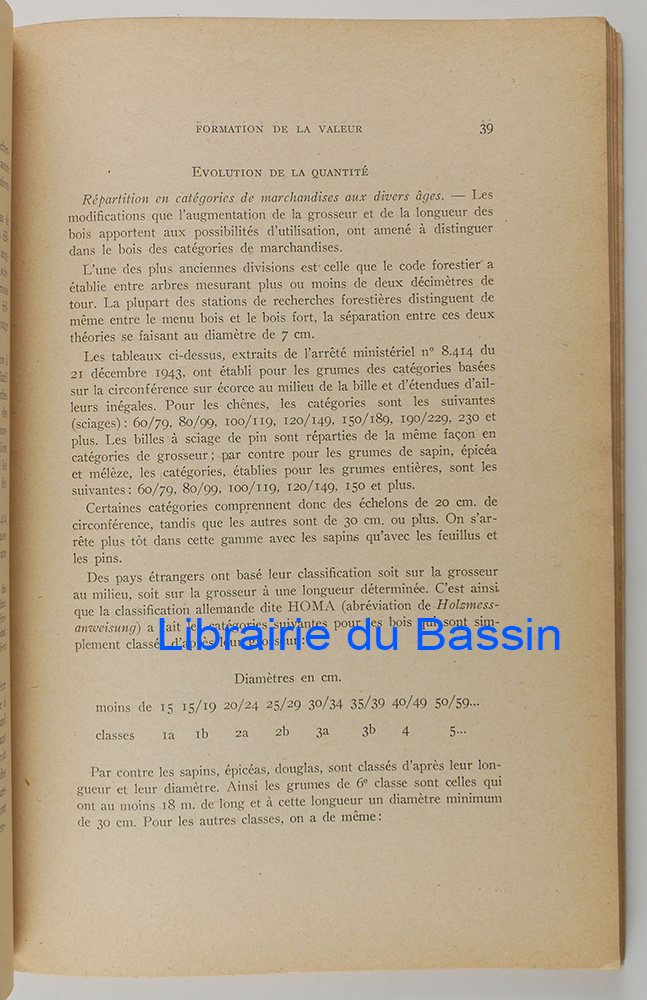 FORMATION DE LA VALEUR 39
EVOLUTION DE LA QUANTITÉ
Répartition en catégories de marchandises aux divers âges. — Les
modifications que l'augmentation de la grosseur et de la longueur des
bois apportent aux possibilités d'utilisation, ont amené à distinguer
dans le bois des catégories de marchandises.
L'une des plus anciennes divisions est celle que le code forestier a
établie entre arbres mesurant plus ou moins de deux décimètres de
tour. La plupart des stations de recherches forestières distinguent de
même entre le menu bois et le bois fort, la séparation entre ces deux
théories se faisant au diamètre de 7 cm.
Les tableaux ci-dessus, extraits de l'arrêté ministériel n° 8.414 du
21 décembre 1943, ont établi pour les grumes des catégories basées
sur la circonférence sur écorce au milieu de la bille et d'étendues d'ail-
leurs inégales. Pour les chênes, les catégories sont les suivantes
(sciages) : 60/79, 80/99, 100/119, 120/149, 150/189, 190/229, 230 et
plus. Les billes à sciage de pin sont réparties de la même façon en
catégories de grosseur ; par contre pour les grumes de sapin, épicéa
et mélèze, les catégories, établies pour les grumes entières, sont les
suivantes : 60/79, 80/99, 100/119, 120/149, 150 et plus.
Certaines catégories comprennent donc des échelons de 20 cm. de
circonférence, tandis que les autres sont de 30 cm. ou plus. On s'ar-
rête plus tôt dans cette gamme avec les sapins qu'avec les feuillus et
les pins.
Des pays étrangers ont basé leur classification soit sur la grosseur
au milieu, soit sur la grosseur à une longueur déterminée. C'est ainsi
que la classification allemande dite HOMA (abréviation de Holzmess-
anweisung) a fait les catégories suivantes pour les bois qui sont sim-
plement classés d'après leur grosseur :
Librairie du Bassin
Diamètres en cm.
moins de 15 15/19 20/24 25/29 30/34 35/39 40/49 50/59...
classes 1a 1b 2a 2b 3a 3b 4 5...
Par contre les sapins, épicéas, douglas, sont classés d'après leur lon-
gueur et leur diamètre. Ainsi les grumes de 6e classe sont celles qui
ont au moins 18 m. de long et à cette longueur un diamètre minimum
de 30 cm. Pour les autres classes, on a de même :